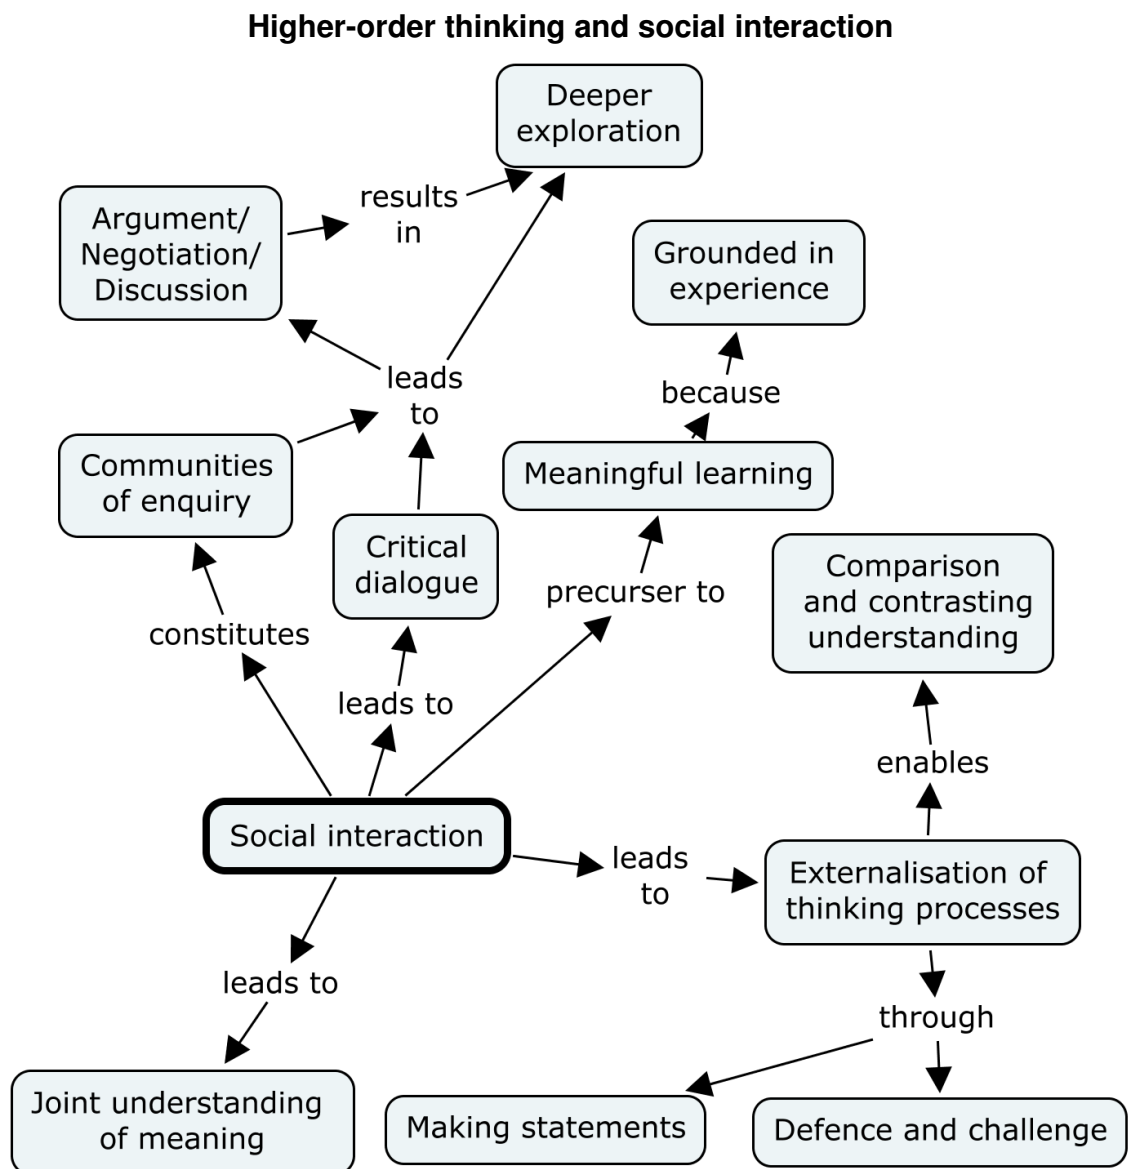 Higher-order thinking and social interaction
Deeper
exploration
results
in
Argument/
Negotiation/
Discussion
Grounded in
experience
leads
to
because
Communities
of enquiry
Meaningful learning
Critical
dialogue
precurser to
Comparison
and contrasting
understanding
constitutes
leads to
enables
Social interaction
leads
to
Externalisation of
thinking processes
leads to
through
Joint understanding
of meaning
Making statements
Defence and challenge